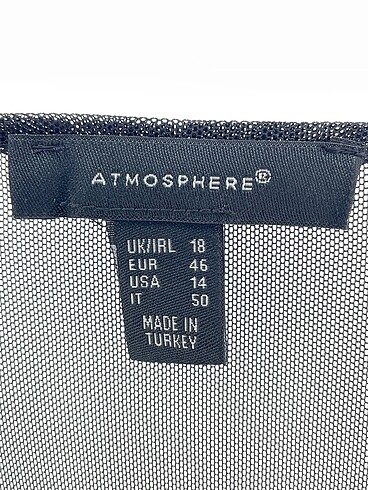 ATMOSPHERE®
UK/IRL 18
EUR 46
USA 14
IT 50
MADE IN
TURKEY